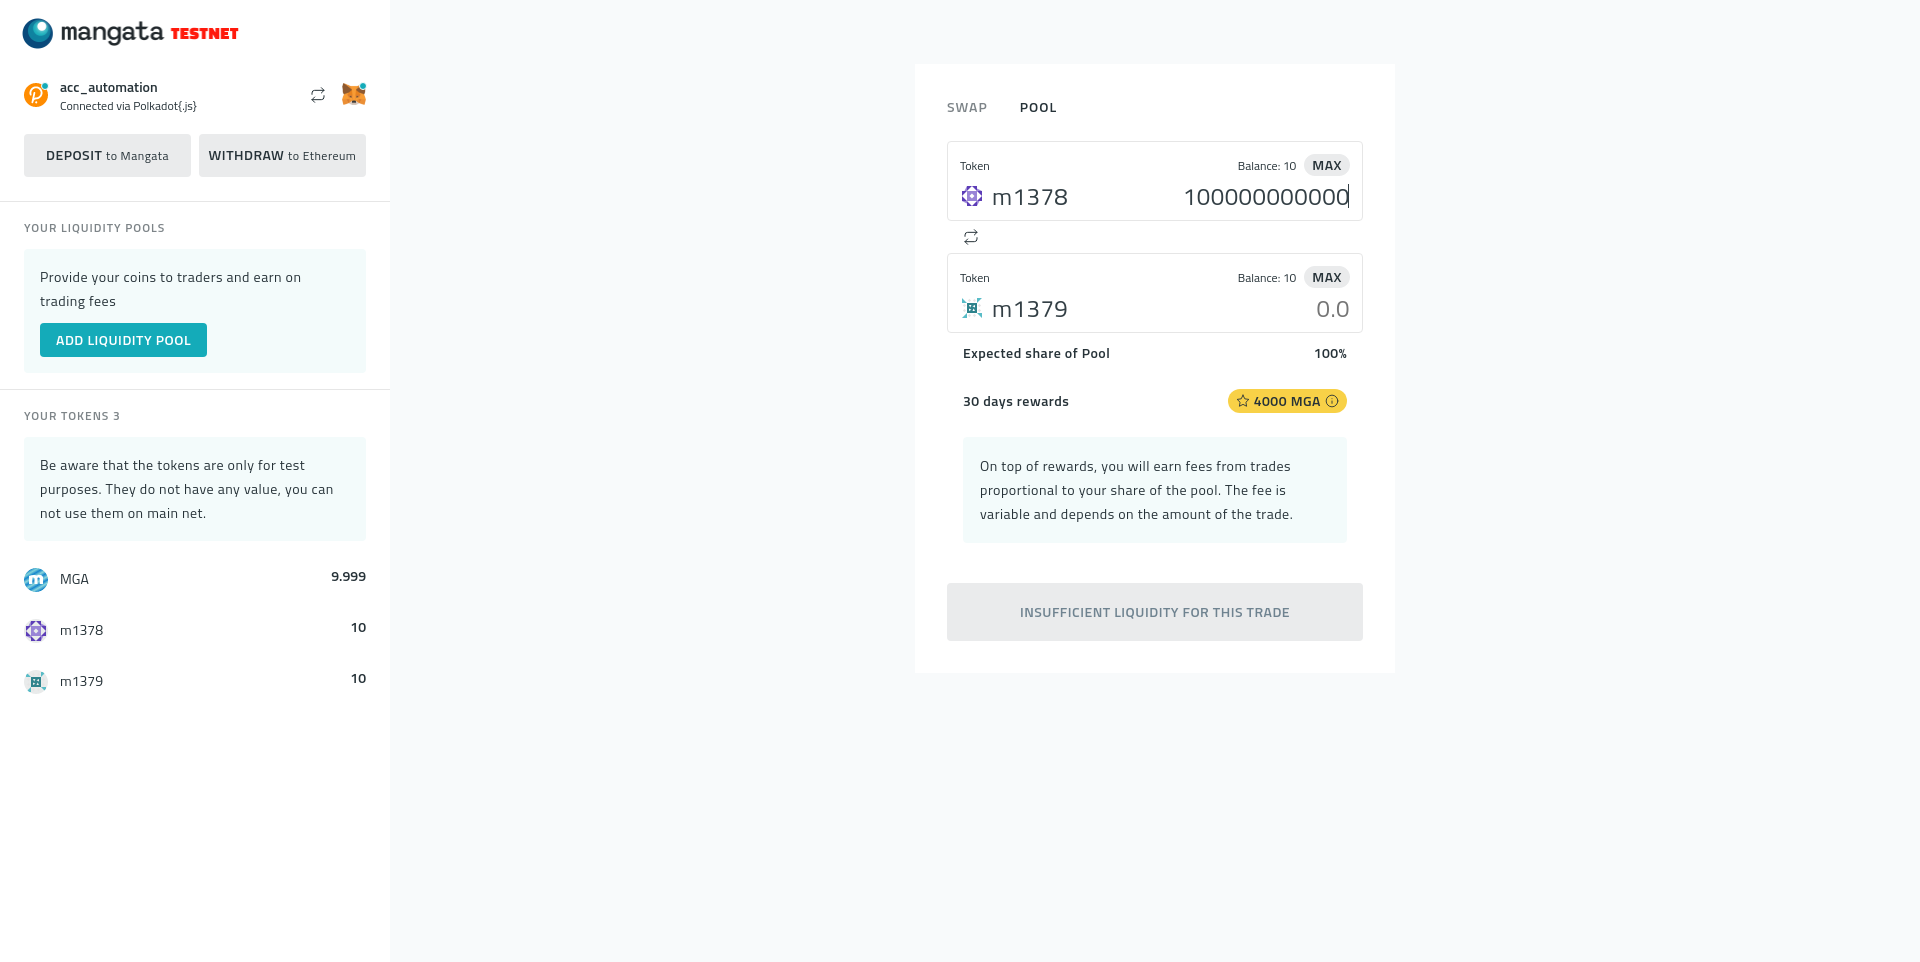 mangata TESTNET
acc_automation
Connected via Polkadot{.js}
DEPOSIT to Mangata
WITHDRAW to Ethereum
YOUR LIQUIDITY POOLS
Provide your coins to traders and earn on
trading fees
ADD LIQUIDITY POOL
YOUR TOKENS 3
Be aware that the tokens are only for test
purposes. They do not have any value, you can
not use them on main net.
MGA 9.999
m1378 10
m1379 10
SWAP POOL
Token Balance: 10 MAX
m1378 100000000000
Token Balance: 10 MAX
m1379 0.0
Expected share of Pool 100%
30 days rewards 4000 MGA
On top of rewards, you will earn fees from trades
proportional to your share of the pool. The fee is
variable and depends on the amount of the trade.
INSUFFICIENT LIQUIDITY FOR THIS TRADE